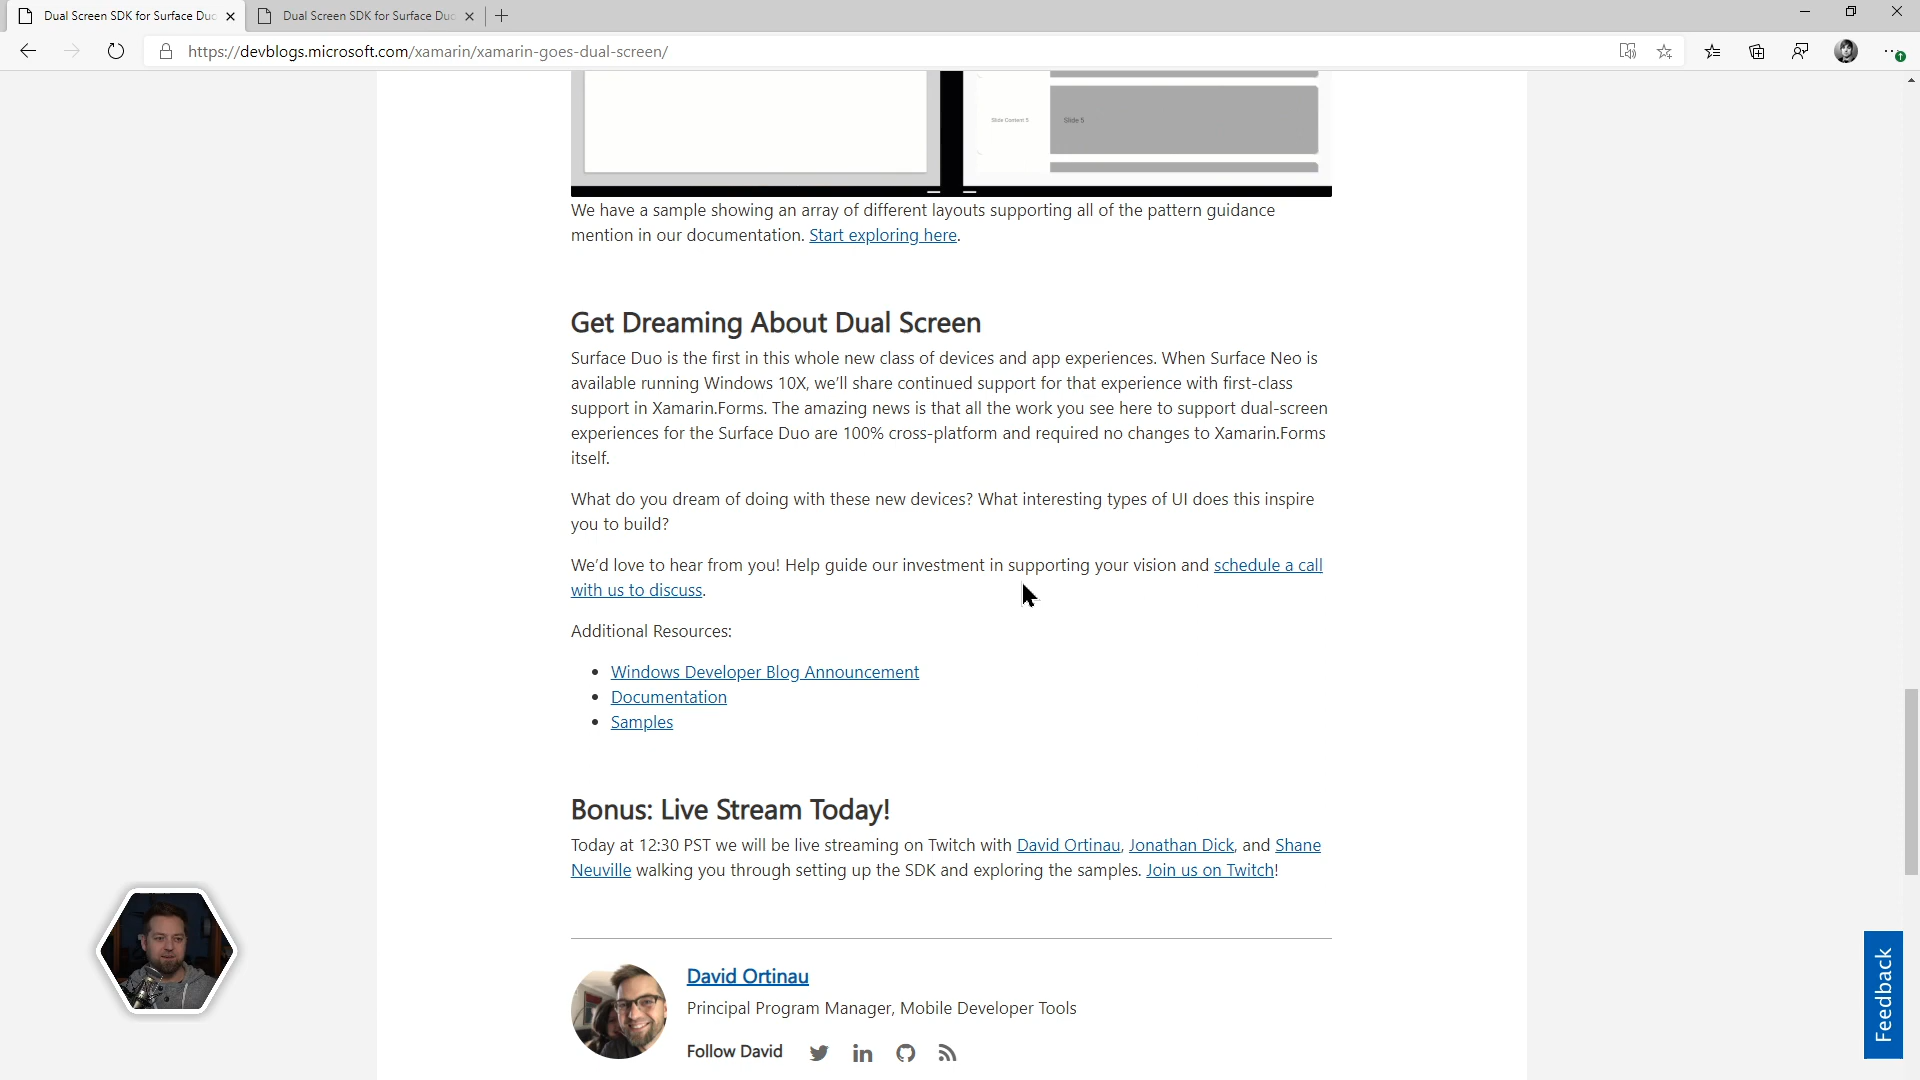 Dual Screen SDK for Surface Duo
Dual Screen SDK for Surface Duo
https://devblogs.microsoft.com/xamarin/xamarin-goes-dual-screen/
Slide Content 5
Slide 5
We have a sample showing an array of different layouts supporting all of the pattern guidance
mention in our documentation. Start exploring here.
Get Dreaming About Dual Screen
Surface Duo is the first in this whole new class of devices and app experiences. When Surface Neo is
available running Windows 10X, we'll share continued support for that experience with first-class
support in Xamarin.Forms. The amazing news is that all the work you see here to support dual-screen
experiences for the Surface Duo are 100% cross-platform and required no changes to Xamarin.Forms
itself.
What do you dream of doing with these new devices? What interesting types of UI does this inspire
you to build?
We'd love to hear from you! Help guide our investment in supporting your vision and schedule a call
with us to discuss.
Additional Resources:
• Windows Developer Blog Announcement
• Documentation
• Samples
Bonus: Live Stream Today!
Today at 12:30 PST we will be live streaming on Twitch with David Ortinau, Jonathan Dick, and Shane
Neuville walking you through setting up the SDK and exploring the samples. Join us on Twitch!
David Ortinau
Principal Program Manager, Mobile Developer Tools
Follow David
Feedback